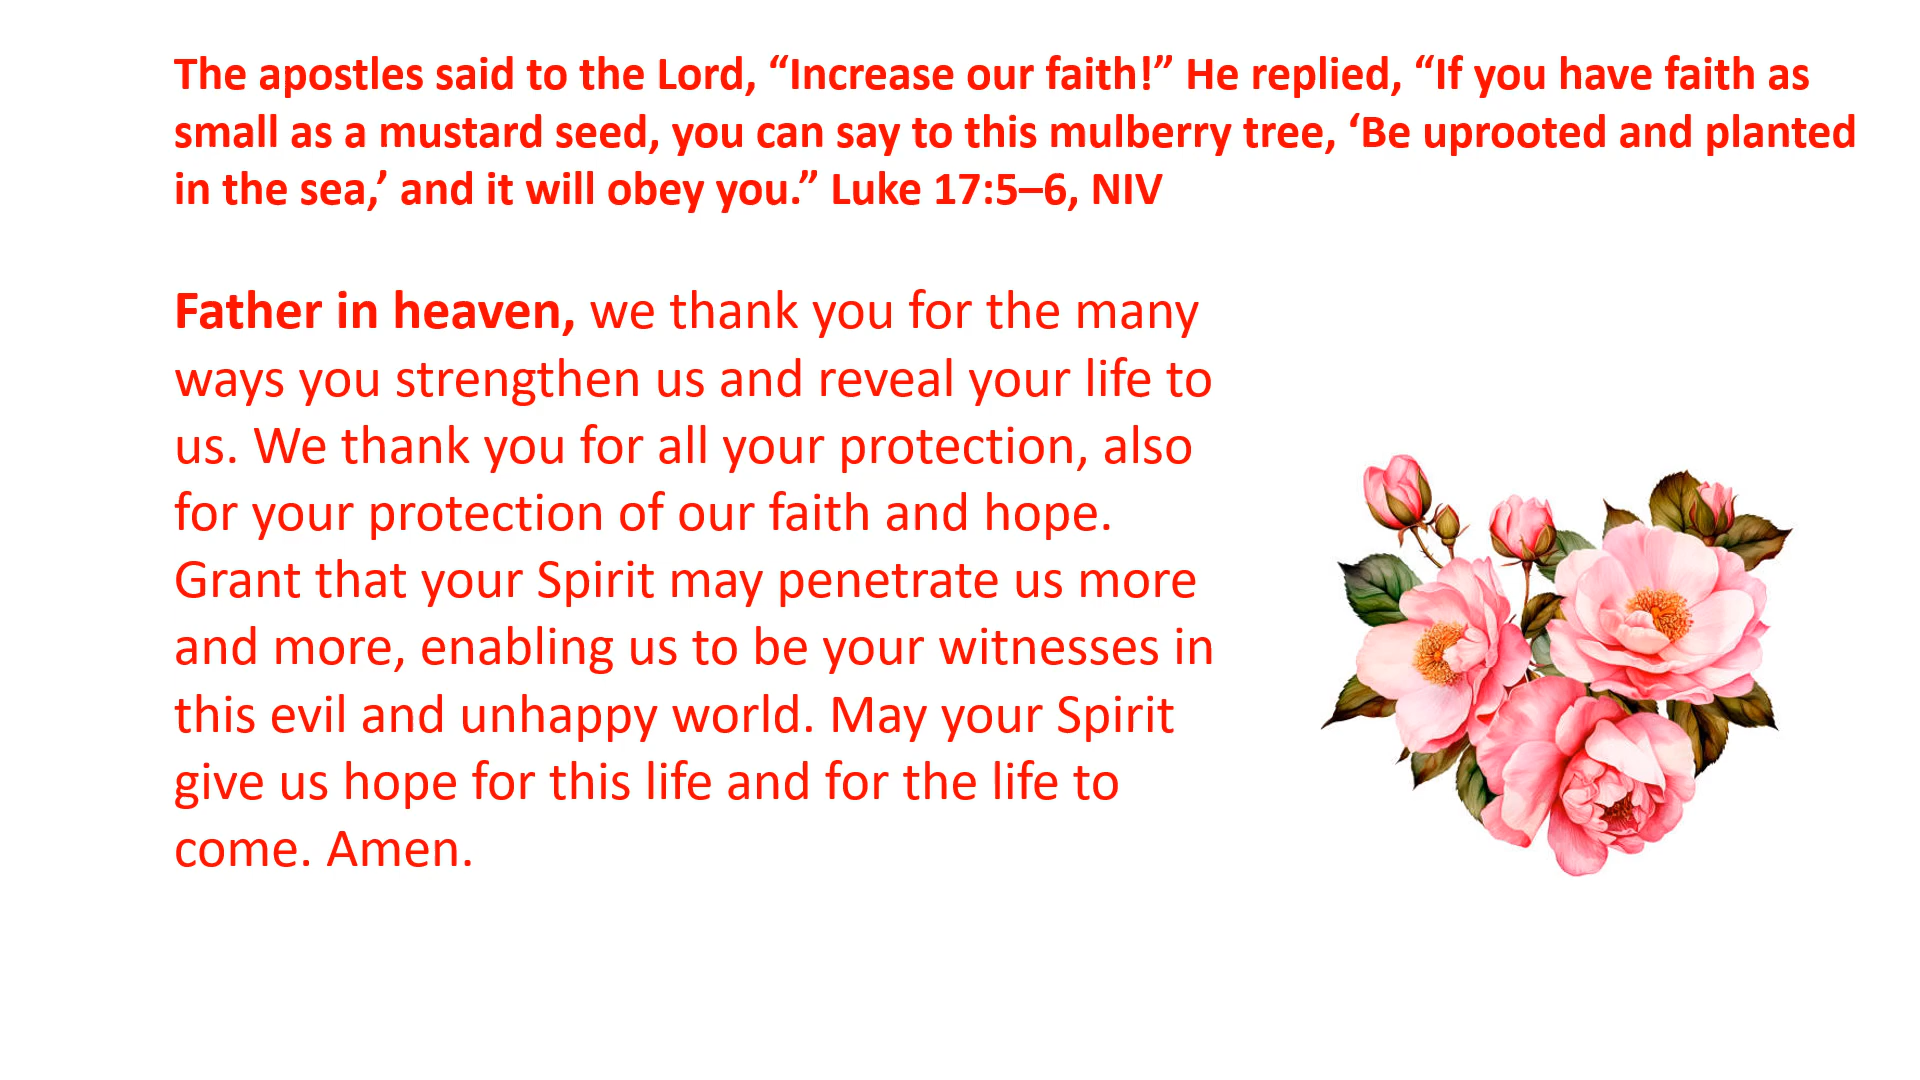 The apostles said to the Lord, “Increase our faith!” He replied, “If you have faith as
small as a mustard seed, you can say to this mulberry tree, ‘Be uprooted and planted
in the sea,’ and it will obey you.” Luke 17:5–6, NIV
Father in heaven, we thank you for the many
ways you strengthen us and reveal your life to
us. We thank you for all your protection, also
for your protection of our faith and hope.
Grant that your Spirit may penetrate us more
and more, enabling us to be your witnesses in
this evil and unhappy world. May your Spirit
give us hope for this life and for the life to
come. Amen.